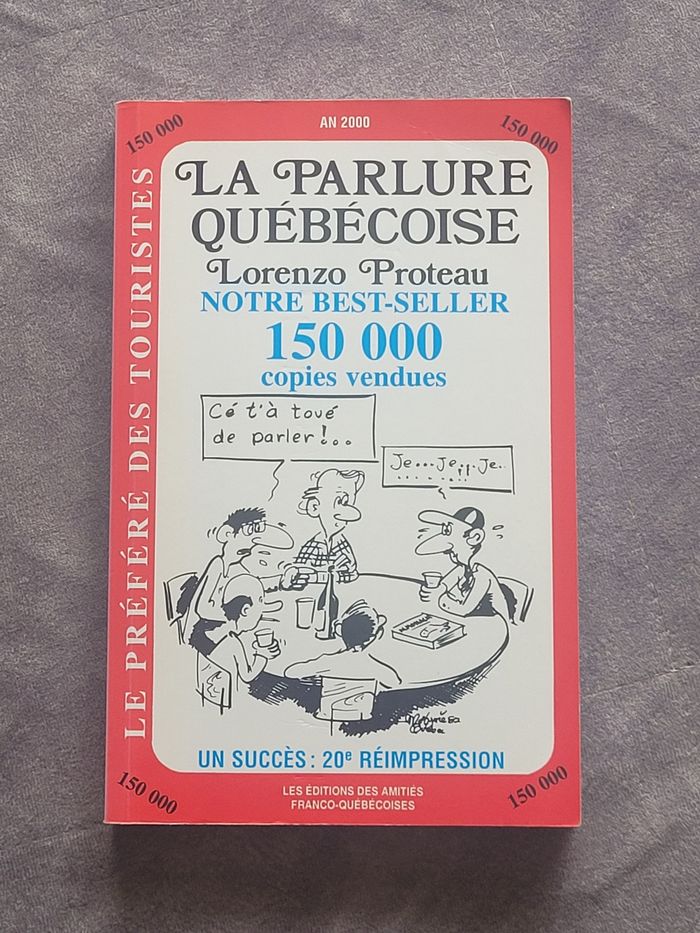 AN 2000
150 000
150 000
LE PRÉFÉRÉ DES TOURISTES
LA PARLURE
QUÉBÉCOISE
Lorenzo Proteau
NOTRE BEST-SELLER
150 000
copies vendues
Cé t'à toué
de parler!...
Je...Je,,.Je..
UN SUCCÈS: 20e RÉIMPRESSION
150 000
150 000
LES ÉDITIONS DES AMITIÉS
FRANCO-QUÉBÉCOISES